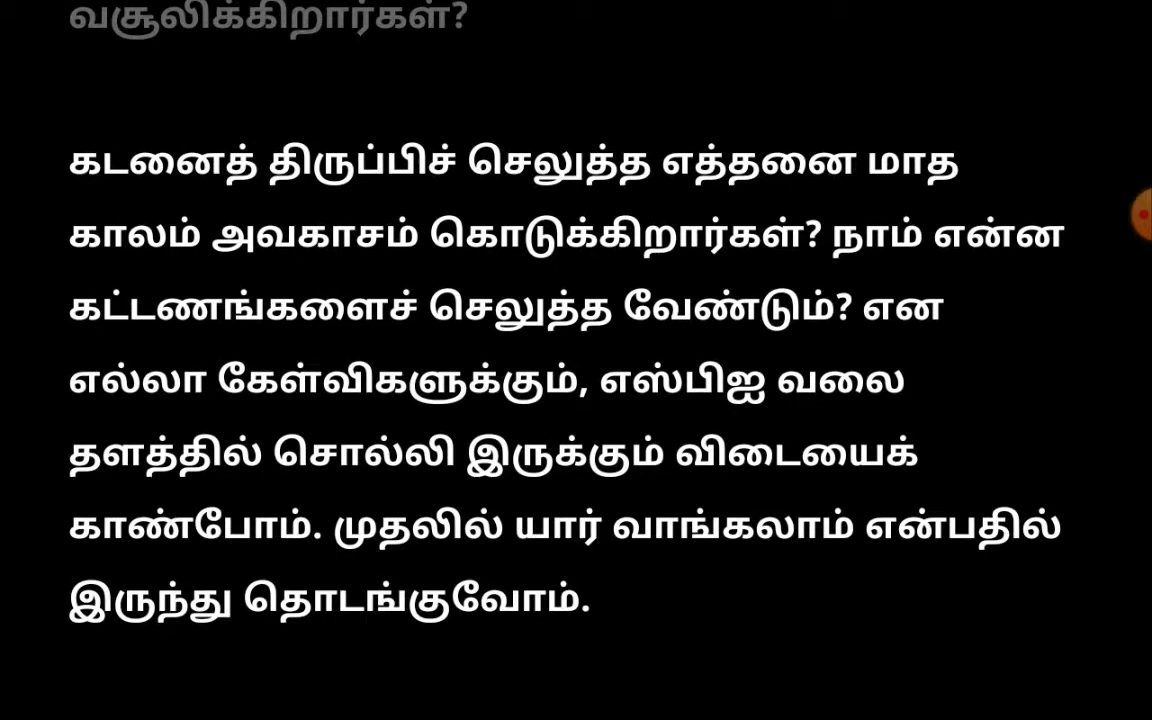 வசூலிக்கிறார்கள்?
கடனைத் திருப்பிச் செலுத்த எத்தனை மாத
காலம் அவகாசம் கொடுக்கிறார்கள்? நாம் என்ன
கட்டணங்களைச் செலுத்த வேண்டும்? என
எல்லா கேள்விகளுக்கும், எஸ்பிஐ வலை
தளத்தில் சொல்லி இருக்கும் விடையைக்
காண்போம். முதலில் யார் வாங்கலாம் என்பதில்
இருந்து தொடங்குவோம்.